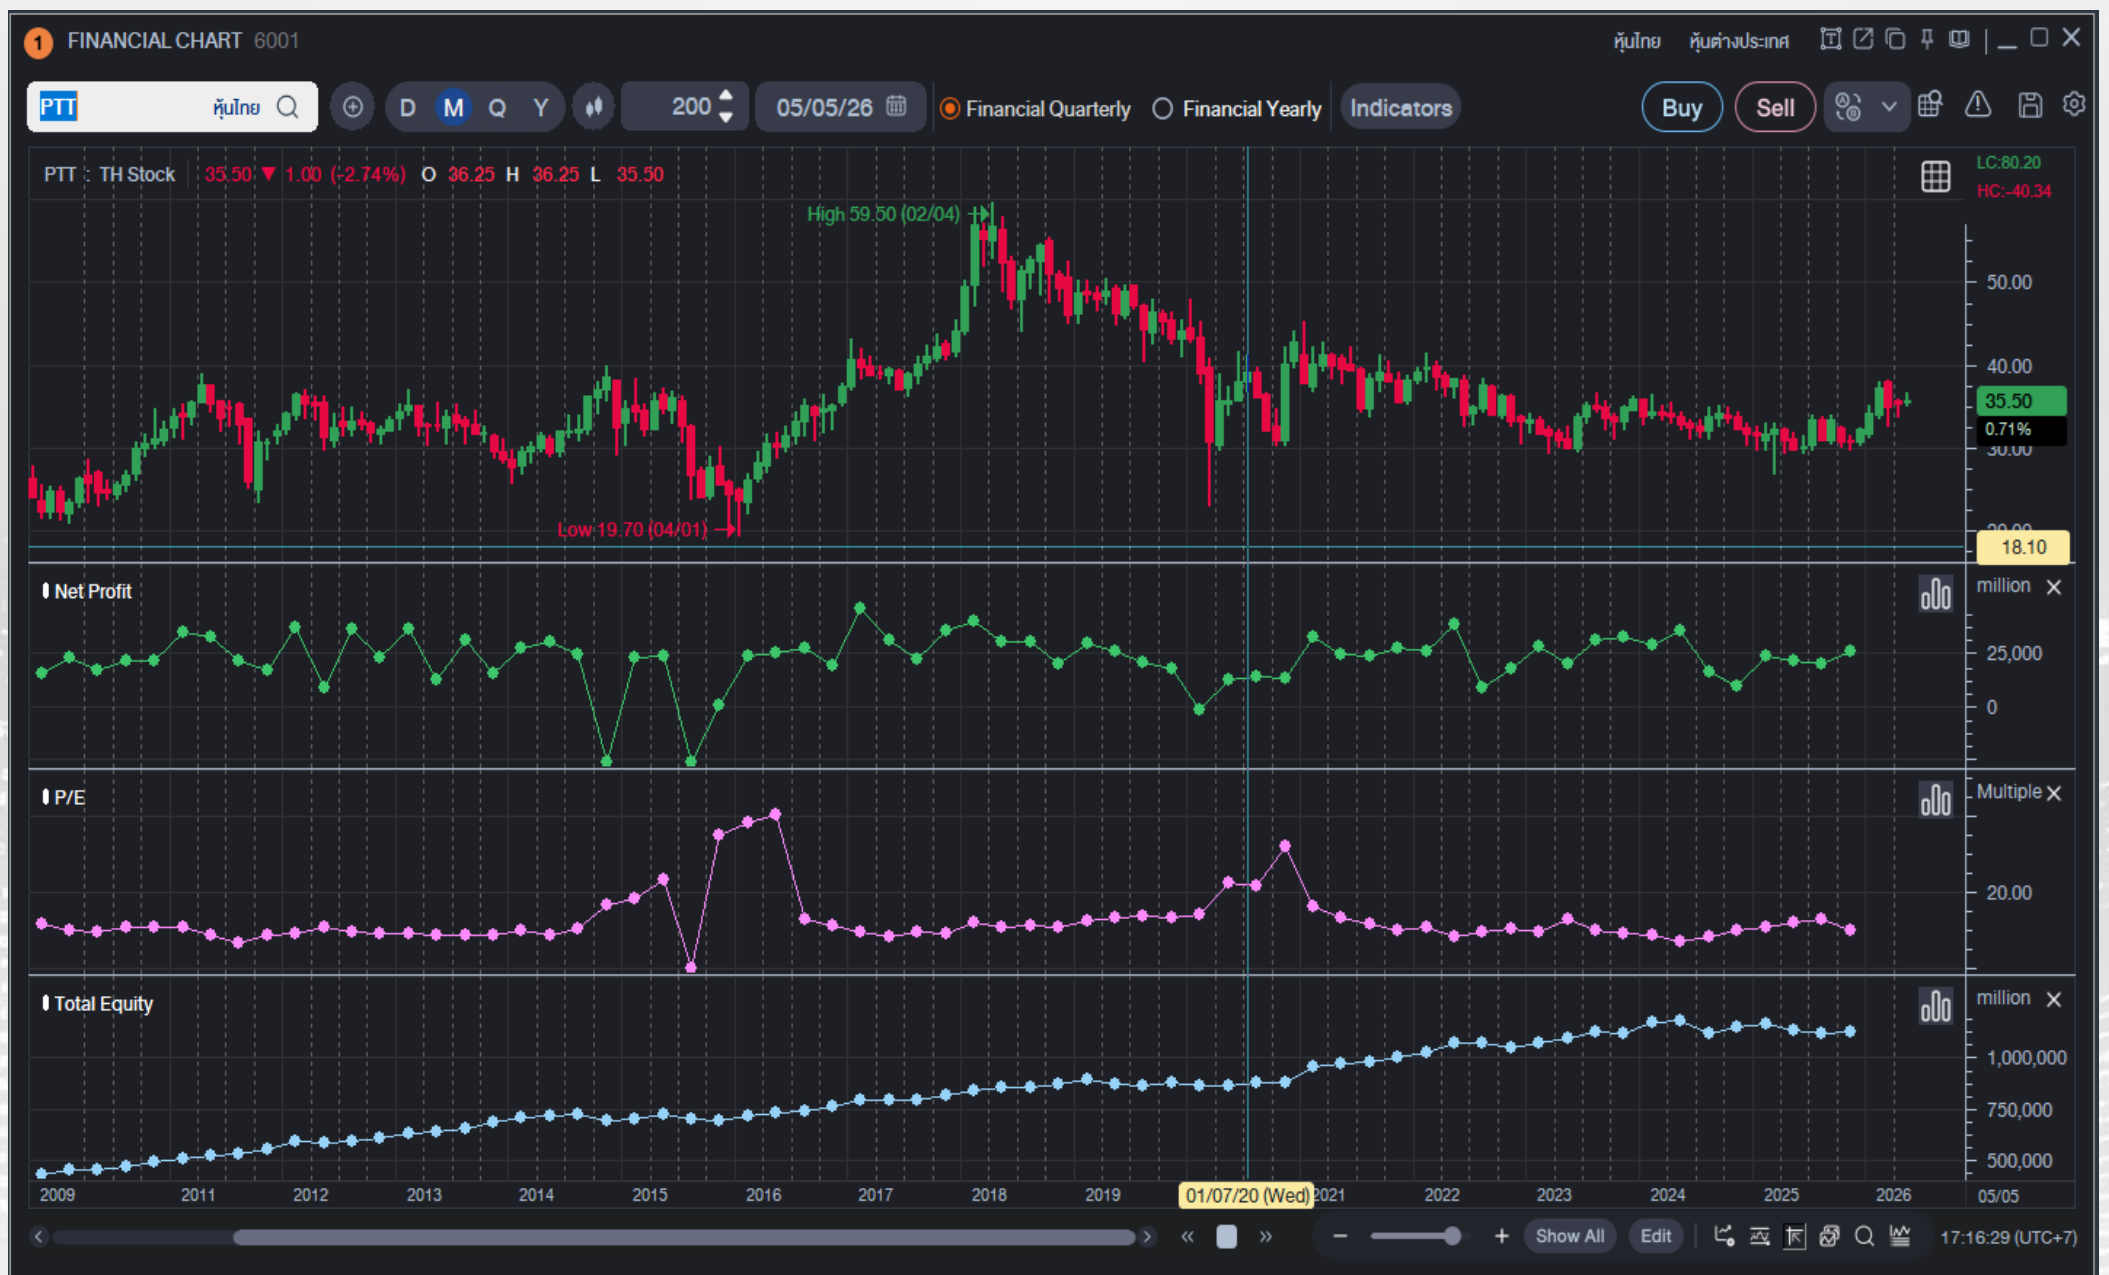 1 FINANCIAL CHART 6001 หุ้นไทย หุ้นต่างประเทศ
PTT หุ้นไทย D M Q Y 200 05/05/26 Financial Quarterly Financial Yearly Indicators Buy Sell
PTT : TH Stock 35.50 ▼ 1.00 (-2.74%) O 36.25 H 36.25 L 35.50
LC:80.20
HC:-40.34
High 59.50 (02/04)
50.00
40.00
35.50
0.71%
30.00
20.00
Low 19.70 (04/01)
18.10
Net Profit million
25,000
0
P/E Multiple
20.00
Total Equity million
1,000,000
750,000
500,000
2009 2011 2012 2013 2014 2015 2016 2017 2018 2019 01/07/20 (Wed) 2021 2022 2023 2024 2025 2026 05/05
Show All Edit 17:16:29 (UTC+7)